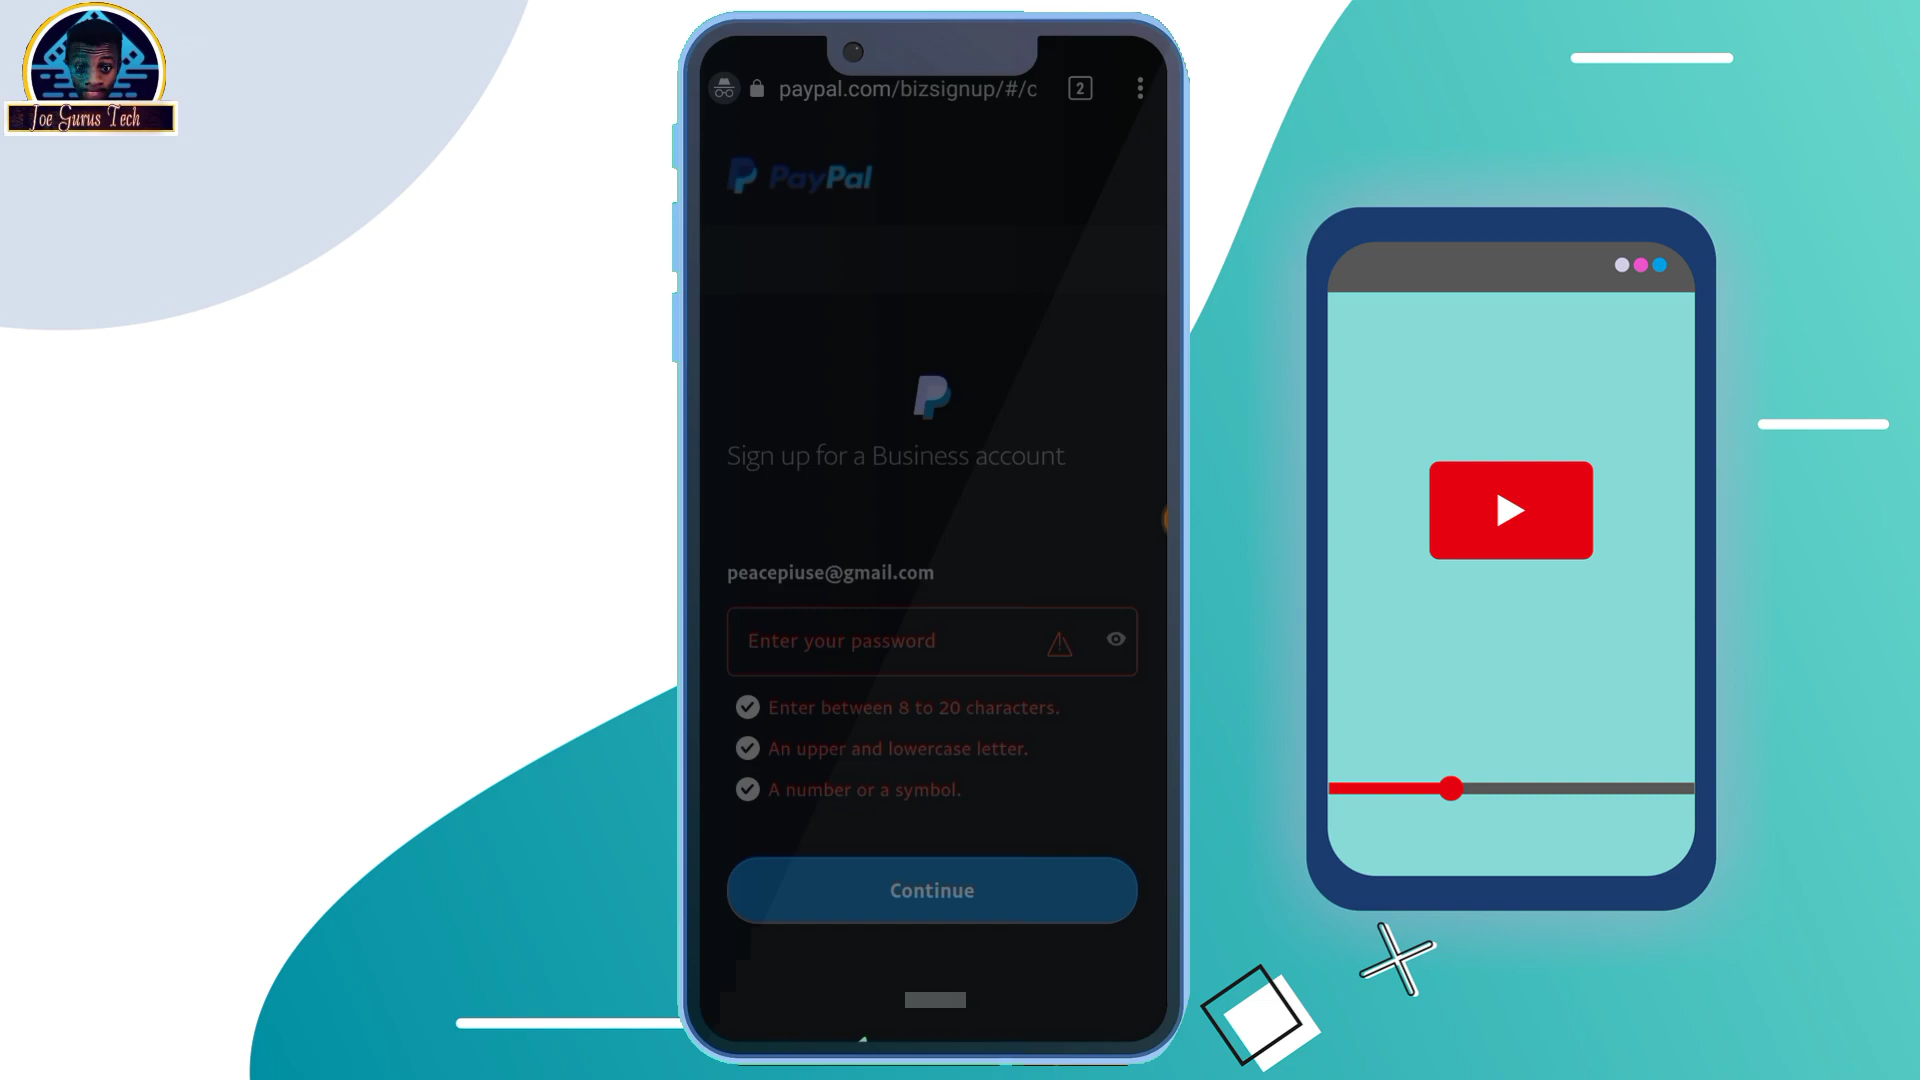 Joe Gurus Tech
paypal.com/bizsignup/#/c
2
PayPal
Sign up for a Business account
peacepiuse@gmail.com
Enter your password
Enter between 8 to 20 characters.
An upper and lowercase letter.
A number or a symbol.
Continue